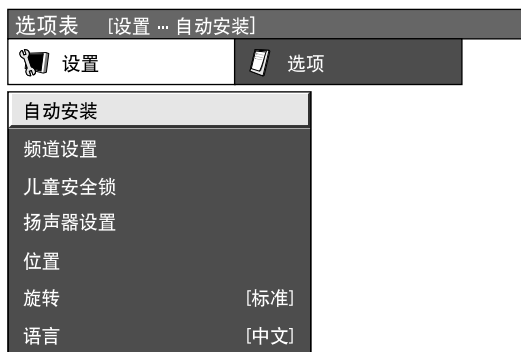 选项表 [设置 ... 自动安装]
设置 选项
自动安装
频道设置
儿童安全锁
扬声器设置
位置
旋转 [标准]
语言 [中文]